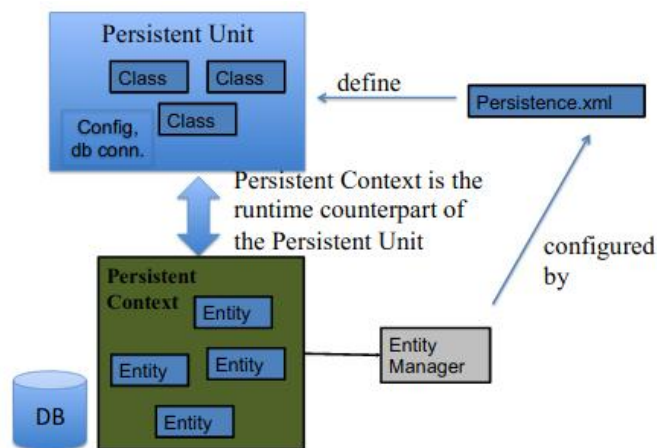 Persistent Unit
Class
Class
Class
Config,
db conn.
define
Persistence.xml
Persistent Context is the
runtime counterpart of
the Persistent Unit
configured
by
Persistent
Context
Entity
Entity
Entity
Entity
Entity
Manager
DB